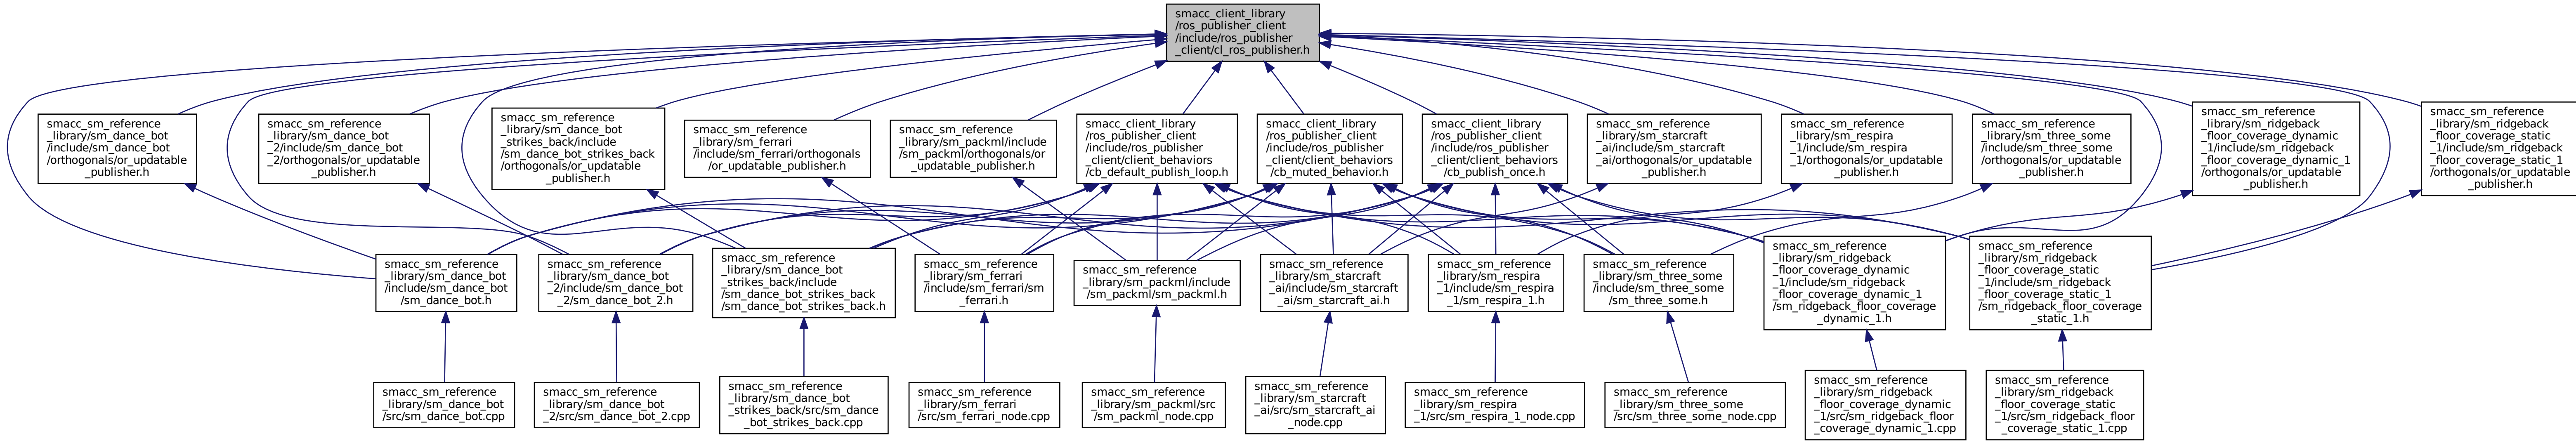 smacc_client_library
/ros_publisher_client
/include/ros_publisher
_client/cl_ros_publisher.h
smacc_sm_reference
_library/sm_dance_bot
/include/sm_dance_bot
/orthogonals/or_updatable
_publisher.h
smacc_sm_reference
_library/sm_dance_bot
_2/include/sm_dance_bot
_2/orthogonals/or_updatable
_publisher.h
smacc_sm_reference
_library/sm_dance_bot
_strikes_back/include
/sm_dance_bot_strikes_back
/orthogonals/or_updatable
_publisher.h
smacc_sm_reference
_library/sm_ferrari
/include/sm_ferrari/orthogonals
/or_updatable_publisher.h
smacc_sm_reference
_library/sm_packml/include
/sm_packml/orthogonals/or
_updatable_publisher.h
smacc_client_library
/ros_publisher_client
/include/ros_publisher
_client/client_behaviors
/cb_default_publish_loop.h
smacc_client_library
/ros_publisher_client
/include/ros_publisher
_client/client_behaviors
/cb_muted_behavior.h
smacc_client_library
/ros_publisher_client
/include/ros_publisher
_client/client_behaviors
/cb_publish_once.h
smacc_sm_reference
_library/sm_starcraft
_ai/include/sm_starcraft
_ai/orthogonals/or_updatable
_publisher.h
smacc_sm_reference
_library/sm_respira
_1/include/sm_respira
_1/orthogonals/or_updatable
_publisher.h
smacc_sm_reference
_library/sm_three_some
/include/sm_three_some
/orthogonals/or_updatable
_publisher.h
smacc_sm_reference
_library/sm_ridgeback
_floor_coverage_dynamic
_1/include/sm_ridgeback
_floor_coverage_dynamic_1
/orthogonals/or_updatable
_publisher.h
smacc_sm_reference
_library/sm_ridgeback
_floor_coverage_static
_1/include/sm_ridgeback
_floor_coverage_static_1
/orthogonals/or_updatable
_publisher.h
smacc_sm_reference
_library/sm_dance_bot
/include/sm_dance_bot
/sm_dance_bot.h
smacc_sm_reference
_library/sm_dance_bot
_2/include/sm_dance_bot
_2/sm_dance_bot_2.h
smacc_sm_reference
_library/sm_dance_bot
_strikes_back/include
/sm_dance_bot_strikes_back
/sm_dance_bot_strikes_back.h
smacc_sm_reference
_library/sm_ferrari
/include/sm_ferrari/sm
_ferrari.h
smacc_sm_reference
_library/sm_packml/include
/sm_packml/sm_packml.h
smacc_sm_reference
_library/sm_starcraft
_ai/include/sm_starcraft
_ai/sm_starcraft_ai.h
smacc_sm_reference
_library/sm_respira
_1/include/sm_respira
_1/sm_respira_1.h
smacc_sm_reference
_library/sm_three_some
/include/sm_three_some
/sm_three_some.h
smacc_sm_reference
_library/sm_ridgeback
_floor_coverage_dynamic
_1/include/sm_ridgeback
_floor_coverage_dynamic_1
/sm_ridgeback_floor_coverage
_dynamic_1.h
smacc_sm_reference
_library/sm_ridgeback
_floor_coverage_static
_1/include/sm_ridgeback
_floor_coverage_static_1
/sm_ridgeback_floor_coverage
_static_1.h
smacc_sm_reference
_library/sm_dance_bot
/src/sm_dance_bot.cpp
smacc_sm_reference
_library/sm_dance_bot
_2/src/sm_dance_bot_2.cpp
smacc_sm_reference
_library/sm_dance_bot
_strikes_back/src/sm_dance
_bot_strikes_back.cpp
smacc_sm_reference
_library/sm_ferrari
/src/sm_ferrari_node.cpp
smacc_sm_reference
_library/sm_packml/src
/sm_packml_node.cpp
smacc_sm_reference
_library/sm_starcraft
_ai/src/sm_starcraft_ai
_node.cpp
smacc_sm_reference
_library/sm_respira
_1/src/sm_respira_1_node.cpp
smacc_sm_reference
_library/sm_three_some
/src/sm_three_some_node.cpp
smacc_sm_reference
_library/sm_ridgeback
_floor_coverage_dynamic
_1/src/sm_ridgeback_floor
_coverage_dynamic_1.cpp
smacc_sm_reference
_library/sm_ridgeback
_floor_coverage_static
_1/src/sm_ridgeback_floor
_coverage_static_1.cpp